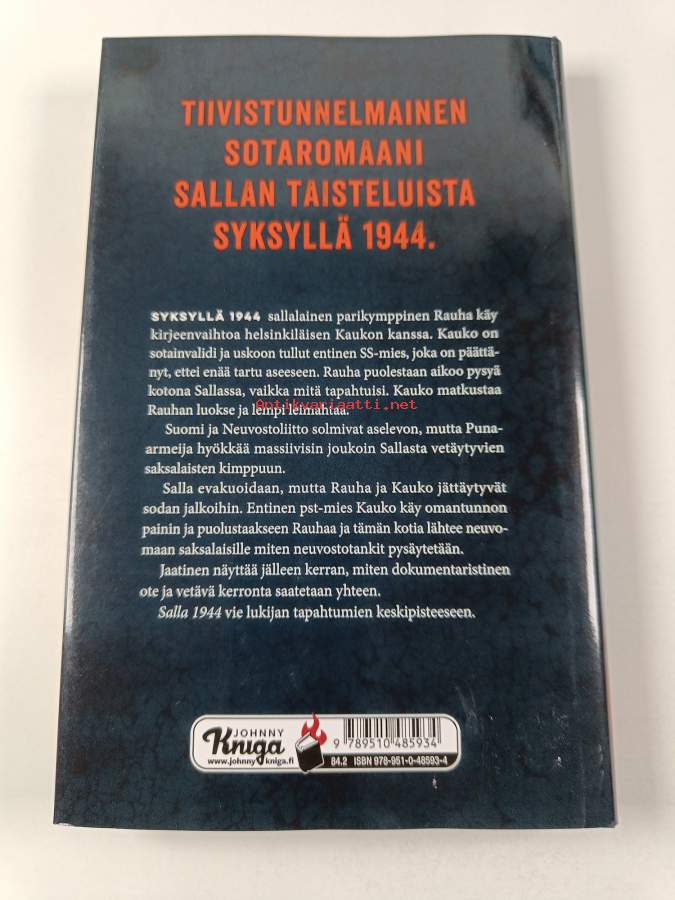 TIIVISTUNNELMAINEN
SOTAROMAANI
SALLAN TAISTELUISTA
SYKSYLLÄ 1944.
SYKSYLLÄ 1944 sallalainen parikymppinen Rauha käy
kirjeenvaihtoa helsinkiläisen Kaukon kanssa. Kauko on
sotainvalidi ja uskoon tullut entinen SS-mies, joka on päättä-
nyt, ettei enää tartu aseeseen. Rauha puolestaan aikoo pysyä
kotona Sallassa, vaikka mitä tapahtuisi. Kauko matkustaa
Rauhan luokse ja lempi leimahtaa.
Antikvariaatti.net
Suomi ja Neuvostoliitto solmivat aselevon, mutta Puna-
armeija hyökkää massiivisin joukoin Sallasta vetäytyvien
saksalaisten kimppuun.
Salla evakuoidaan, mutta Rauha ja Kauko jättäytyvät
sodan jalkoihin. Entinen pst-mies Kauko käy omantunnon
painin ja puolustaakseen Rauhaa ja tämän kotia lähtee neuvo-
maan saksalaisille miten neuvostotankit pysäytetään.
Jaatinen näyttää jälleen kerran, miten dokumentaristinen
ote ja vetävä kerronta saatetaan yhteen.
Salla 1944 vie lukijan tapahtumien keskipisteeseen.
JOHNNY
Kniga
www.johnnykniga.fi
9 789510 485934
84.2 ISBN 978-951-0-48593-4